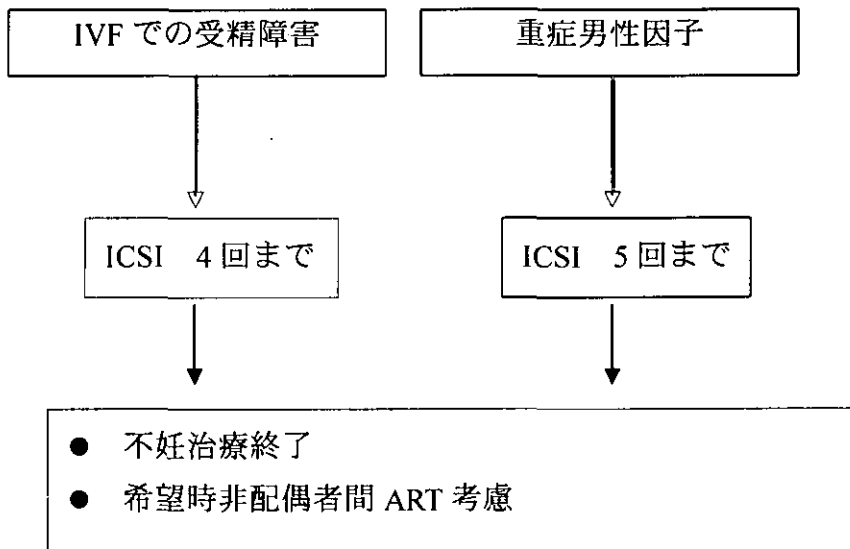 IVF での受精障害
重症男性因子
ICSI 4 回まで
ICSI 5 回まで
● 不妊治療終了
● 希望時非配偶者間 ART 考慮